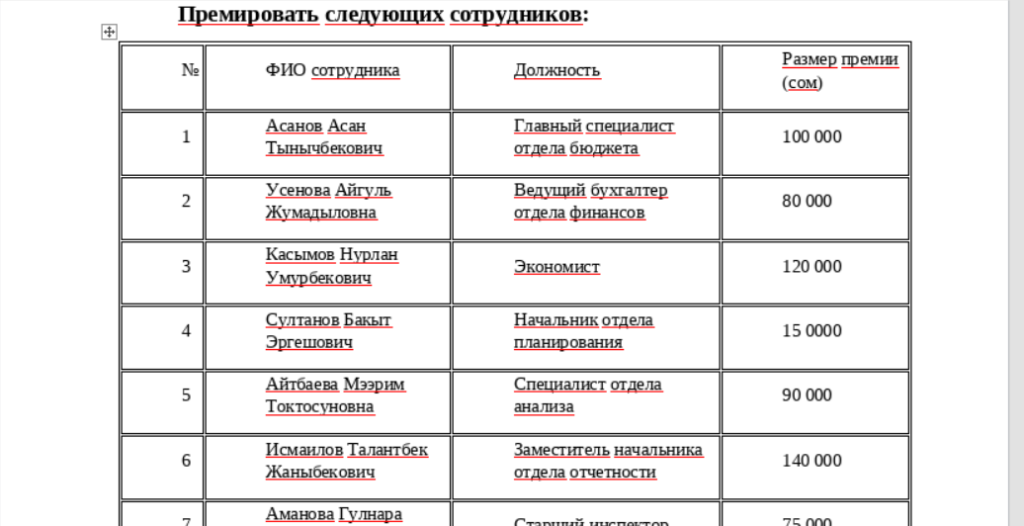 Премировать следующих сотрудников:
№ ФИО сотрудника Должность Размер премии
(сом)
1 Асанов Асан Главный специалист 100 000
Тынычбекович отдела бюджета
2 Усенова Айгуль Ведущий бухгалтер 80 000
Жумадыловна отдела финансов
3 Касымов Нурлан Экономист 120 000
Умурбекович
4 Султанов Бакыт Начальник отдела 15 0000
Эргешович планирования
5 Айтбаева Мээрим Специалист отдела 90 000
Токтосуновна анализа
6 Исмаилов Талантбек Заместитель начальника 140 000
Жаныбекович отдела отчетности
7 Аманова Гулнара Старший инспектор 75 000